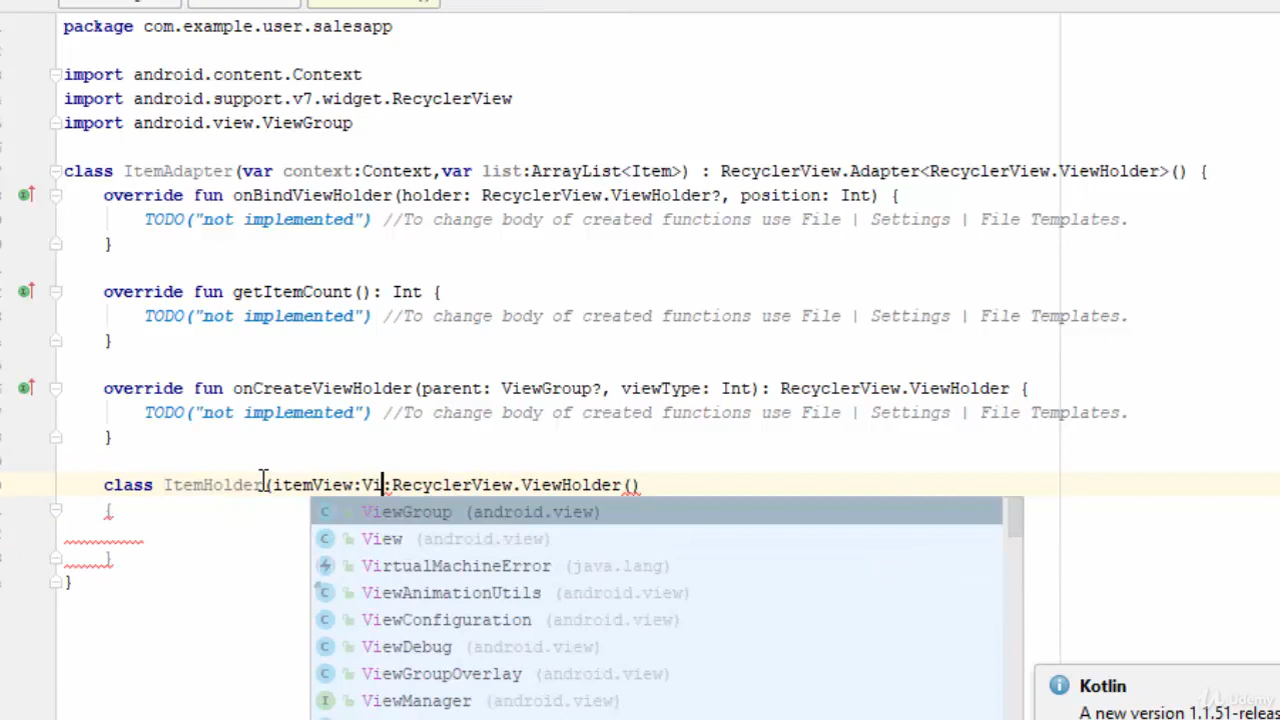 package com.example.user.salesapp
import android.content.Context
import android.support.v7.widget.RecyclerView
import android.view.ViewGroup
class ItemAdapter(var context:Context,var list:ArrayList<Item>) : RecyclerView.Adapter<RecyclerView.ViewHolder>() {
override fun onBindViewHolder(holder: RecyclerView.ViewHolder?, position: Int) {
TODO("not implemented") //To change body of created functions use File | Settings | File Templates.
}
override fun getItemCount(): Int {
TODO("not implemented") //To change body of created functions use File | Settings | File Templates.
}
override fun onCreateViewHolder(parent: ViewGroup?, viewType: Int): RecyclerView.ViewHolder {
TODO("not implemented") //To change body of created functions use File | Settings | File Templates.
}
class ItemHolder(itemView:Vi:RecyclerView.ViewHolder()
{
}
}
ViewGroup (android.view)
View (android.view)
VirtualMachineError (java.lang)
ViewAnimationUtils (android.view)
ViewConfiguration (android.view)
ViewDebug (android.view)
ViewGroupOverlay (android.view)
ViewManager (android.view)
Kotlin
A new version 1.1.51-releas
Udemy